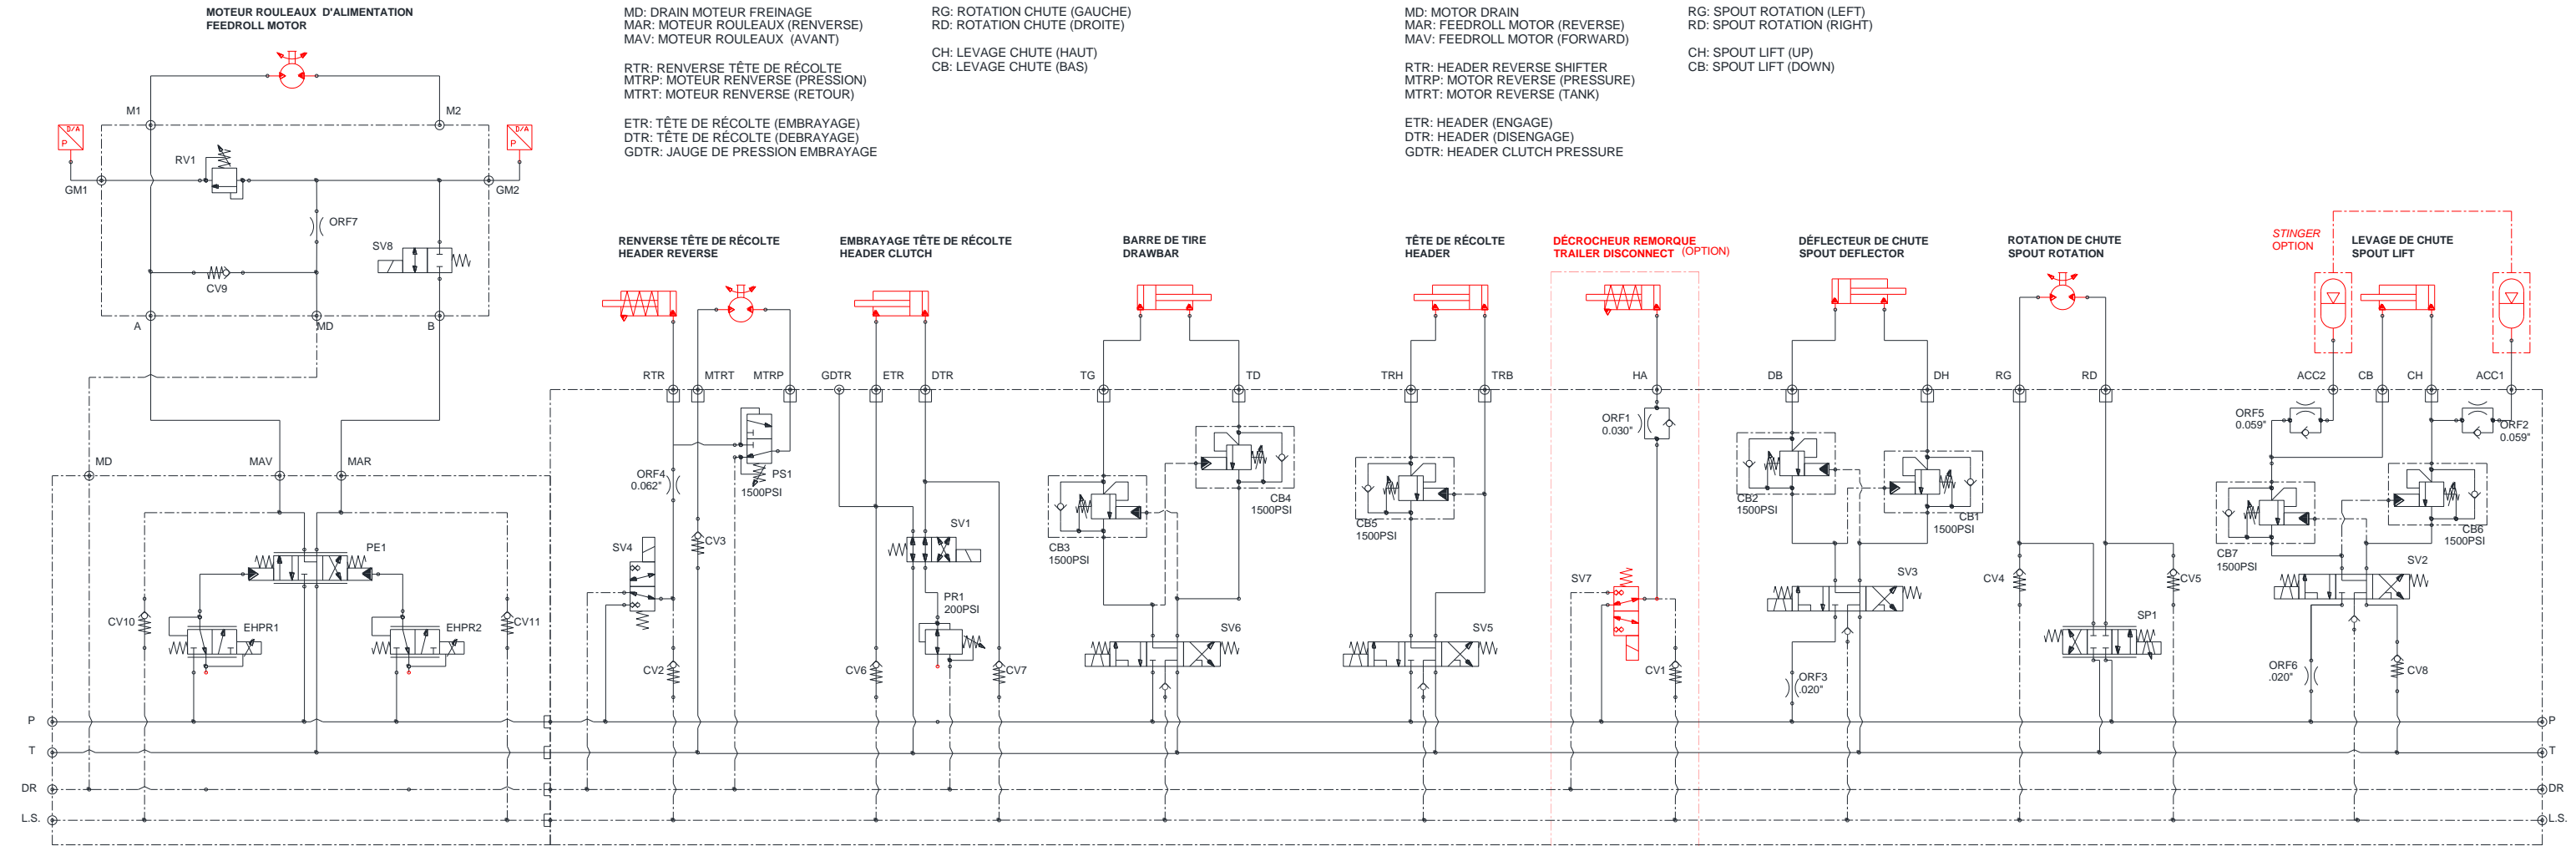 MOTEUR ROULEAUX D'ALIMENTATION
FEEDROLL MOTOR
MD: DRAIN MOTEUR FREINAGE
MAR: MOTEUR ROULEAUX (RENVERSE)
MAV: MOTEUR ROULEAUX (AVANT)
RTR: RENVERSE TÊTE DE RÉCOLTE
MTRP: MOTEUR RENVERSE (PRESSION)
MTRT: MOTEUR RENVERSE (RETOUR)
ETR: TÊTE DE RÉCOLTE (EMBRAYAGE)
DTR: TÊTE DE RÉCOLTE (DEBRAYAGE)
GDTR: JAUGE DE PRESSION EMBRAYAGE
RG: ROTATION CHUTE (GAUCHE)
RD: ROTATION CHUTE (DROITE)
CH: LEVAGE CHUTE (HAUT)
CB: LEVAGE CHUTE (BAS)
MD: MOTOR DRAIN
MAR: FEEDROLL MOTOR (REVERSE)
MAV: FEEDROLL MOTOR (FORWARD)
RTR: HEADER REVERSE SHIFTER
MTRP: MOTOR REVERSE (PRESSURE)
MTRT: MOTOR REVERSE (TANK)
ETR: HEADER (ENGAGE)
DTR: HEADER (DISENGAGE)
GDTR: HEADER CLUTCH PRESSURE
RG: SPOUT ROTATION (LEFT)
RD: SPOUT ROTATION (RIGHT)
CH: SPOUT LIFT (UP)
CB: SPOUT LIFT (DOWN)
M1
M2
D/A
P
D/A
P
RV1
GM1
GM2
ORF7
SV8
CV9
A
MD
B
RENVERSE TÊTE DE RÉCOLTE
HEADER REVERSE
EMBRAYAGE TÊTE DE RÉCOLTE
HEADER CLUTCH
BARRE DE TIRE
DRAWBAR
TÊTE DE RÉCOLTE
HEADER
DÉCROCHEUR REMORQUE
TRAILER DISCONNECT (OPTION)
DÉFLECTEUR DE CHUTE
SPOUT DEFLECTOR
ROTATION DE CHUTE
SPOUT ROTATION
STINGER
OPTION
LEVAGE DE CHUTE
SPOUT LIFT
RTR
MTRT
MTRP
GDTR
ETR
DTR
TG
TD
TRH
TRB
HA
DB
DH
RG
RD
ACC2
CB
CH
ACC1
MD
MAV
MAR
PE1
CV10
EHPR1
EHPR2
CV11
ORF4
0.062"
PS1
1500PSI
SV4
CV3
CV2
SV1
PR1
200PSI
CV6
CV7
CB3
1500PSI
CB4
1500PSI
SV6
CB5
1500PSI
SV5
ORF1
0.030"
SV7
CV1
CB2
1500PSI
CB1
1500PSI
SV3
ORF3
.020"
CV4
CV5
SP1
ORF5
0.059"
ORF2
0.059"
CB7
1500PSI
CB6
1500PSI
SV2
ORF6
.020"
CV8
P
P
T
T
DR
DR
L.S.
L.S.